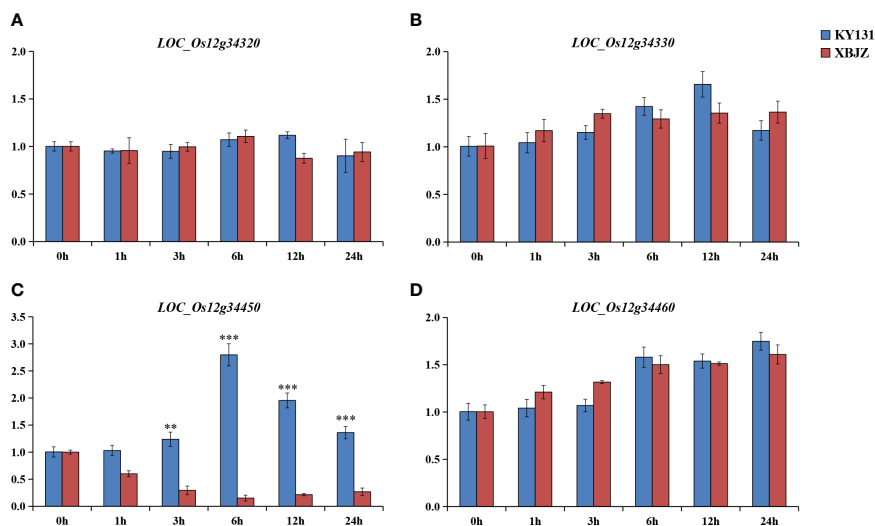 A
LOC_Os12g34320
2.0
1.5
1.0
0.5
0.0
0h 1h 3h 6h 12h 24h
B
LOC_Os12g34330
2.0
1.5
1.0
0.5
0.0
0h 1h 3h 6h 12h 24h
KY131
XBJZ
C
LOC_Os12g34450
3.5
3.0
2.5
2.0
1.5
1.0
0.5
0.0
**
***
***
***
0h 1h 3h 6h 12h 24h
D
LOC_Os12g34460
2.0
1.5
1.0
0.5
0.0
0h 1h 3h 6h 12h 24h